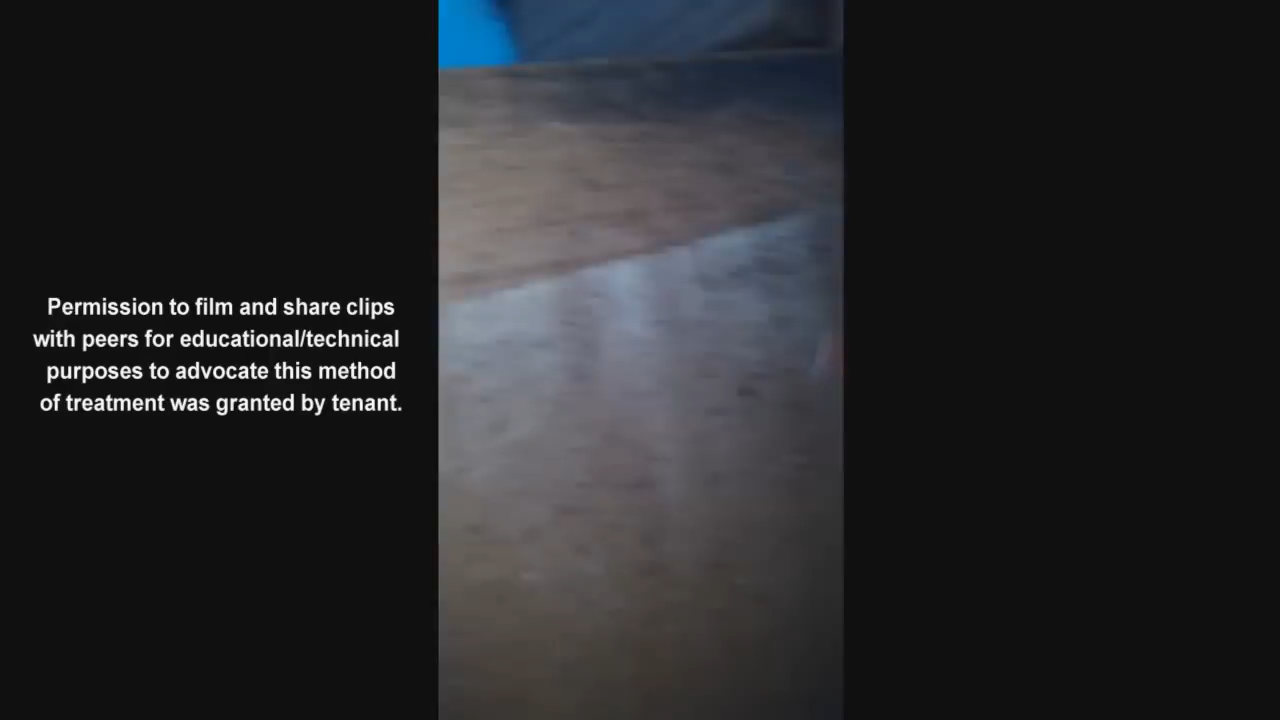 Permission to film and share clips
with peers for educational/technical
purposes to advocate this method
of treatment was granted by tenant.